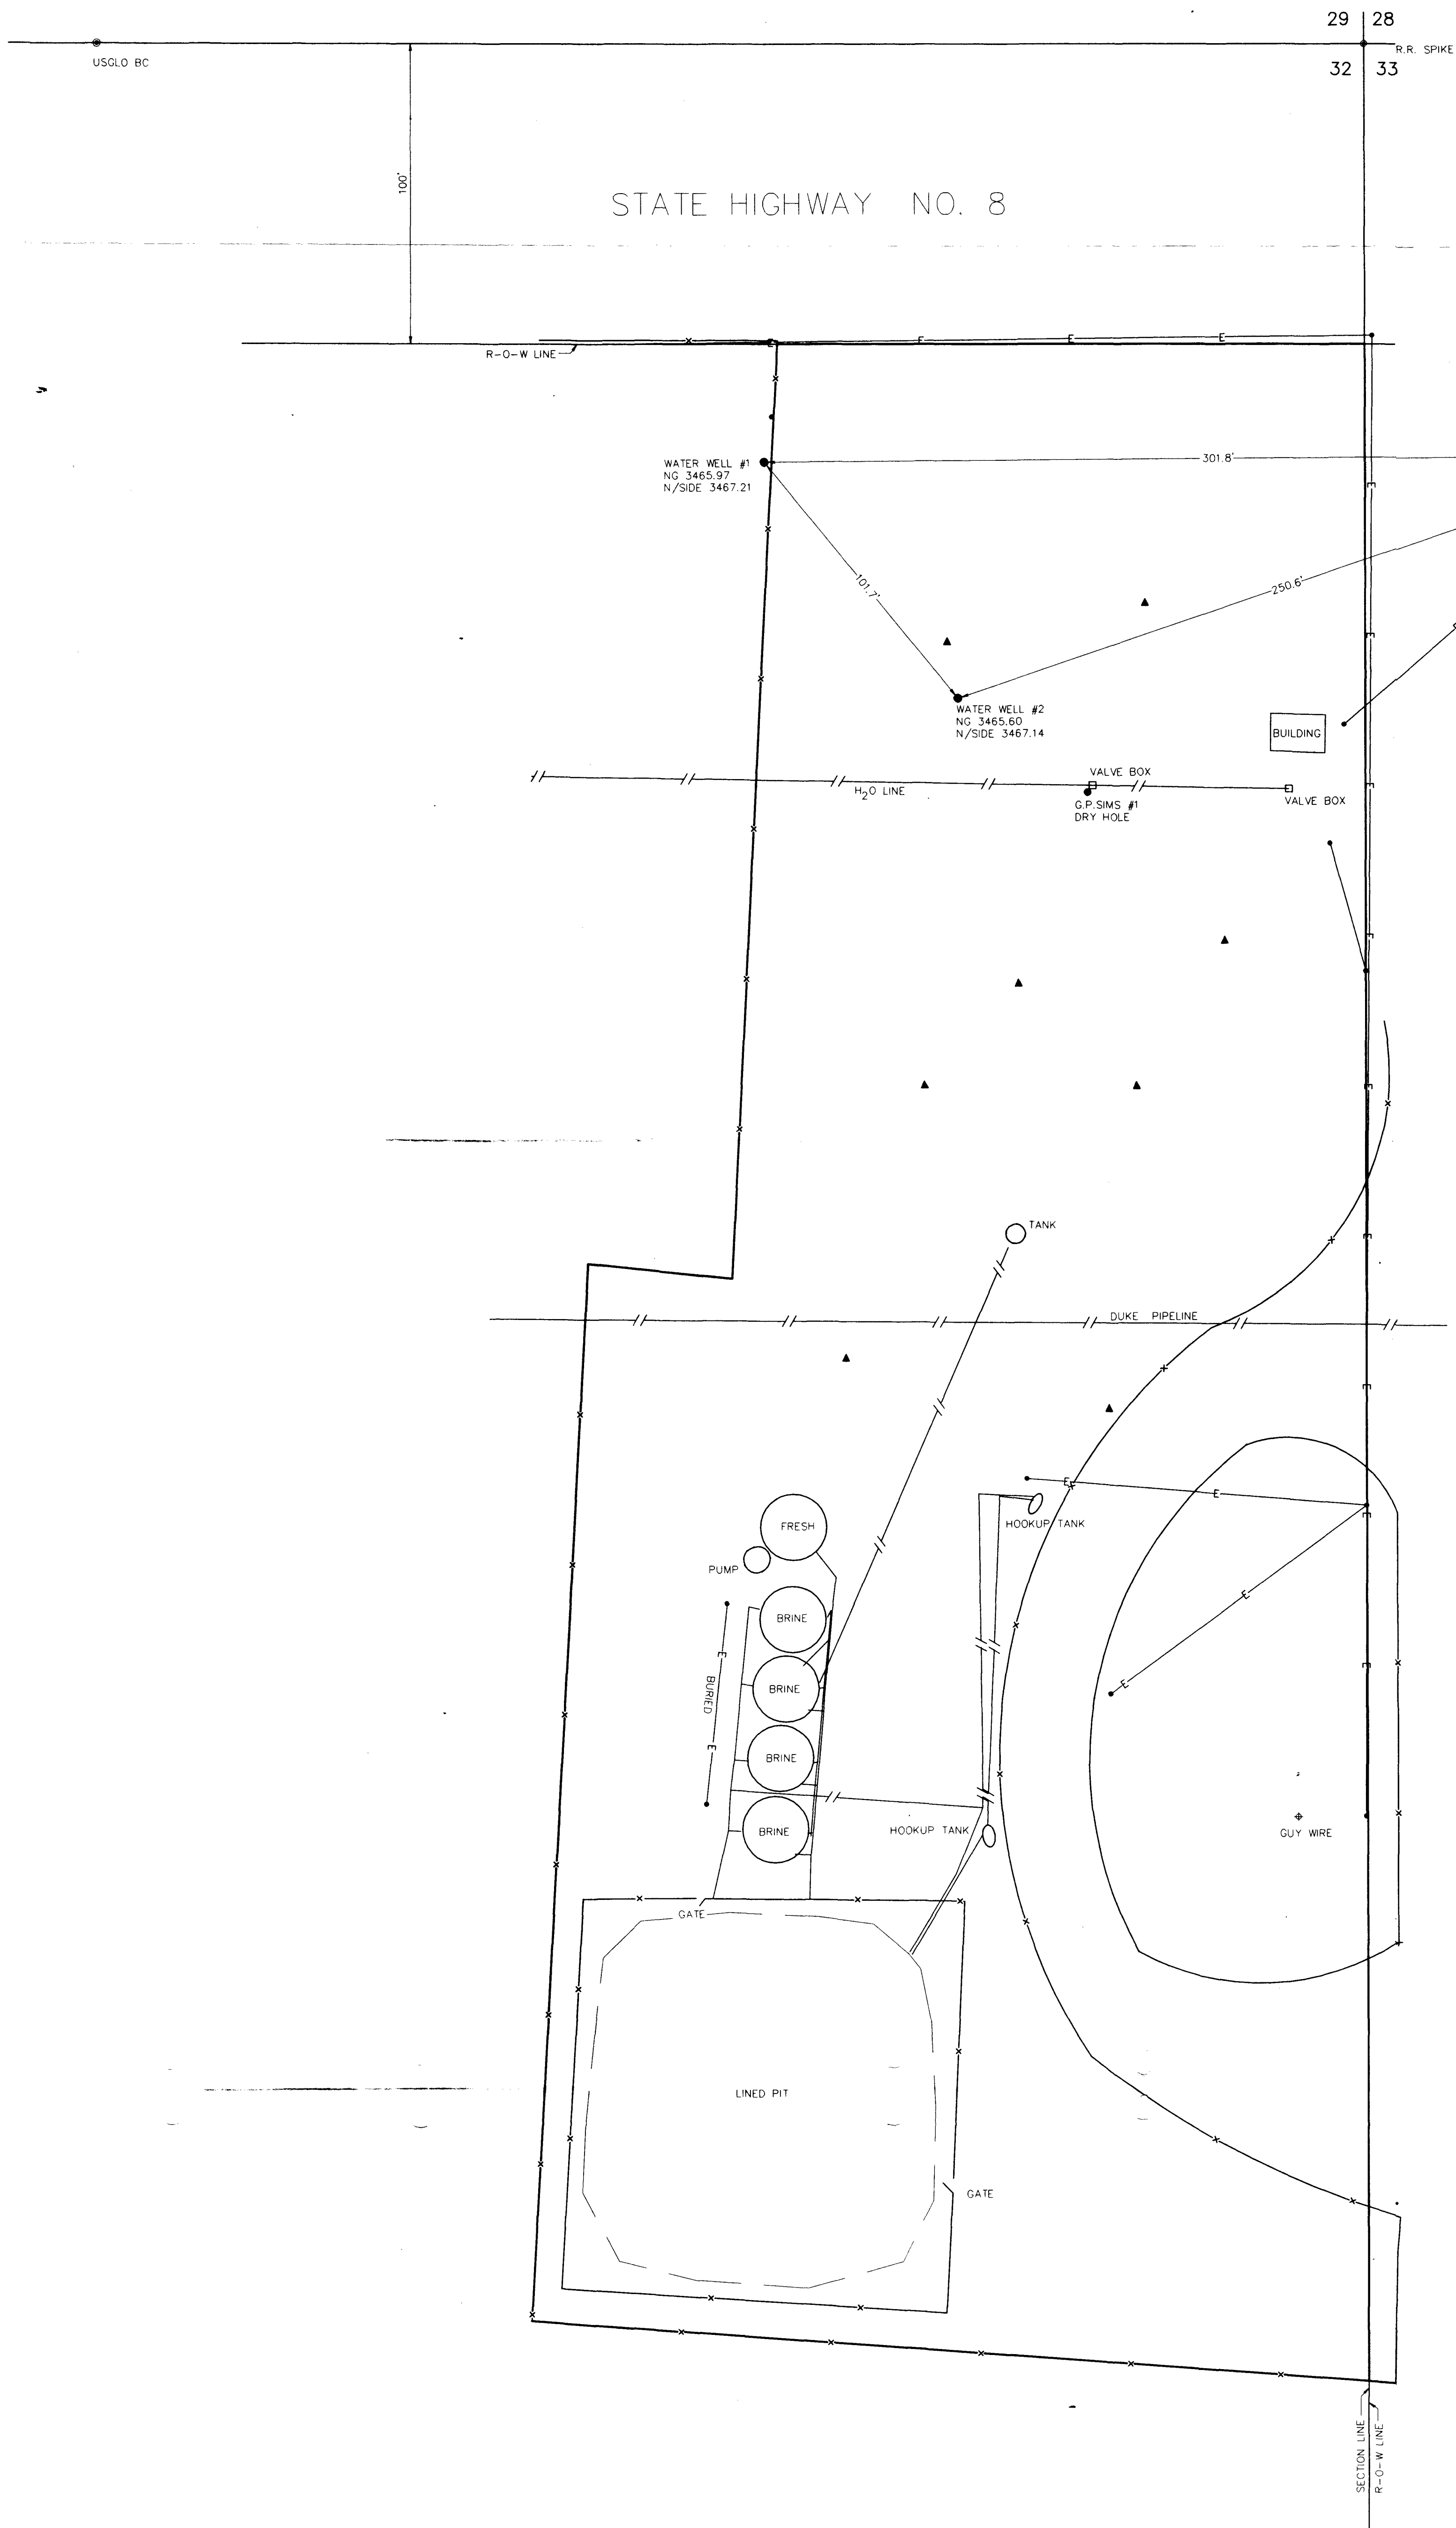 29 28
USGLO BC
R.R. SPIKE
32 33
100'
STATE HIGHWAY NO. 8
E E E E
R-O-W LINE
WATER WELL #1
NG 3465.97
N/SIDE 3467.21
301.8'
E
101.7'
250.6'
E
WATER WELL #2
NG 3465.60
N/SIDE 3467.14
BUILDING
VALVE BOX
H2O LINE
E
G.P.SIMS #1
DRY HOLE
VALVE BOX
E
E
TANK
E
DUKE PIPELINE
E
E E
FRESH
HOOKUP TANK
E
PUMP
E
BRINE
E
BURIED
BRINE
E
E
E
BRINE
BRINE
HOOKUP TANK
GUY WIRE
GATE
LINED PIT
GATE
SECTION LINE
R-O-W LINE